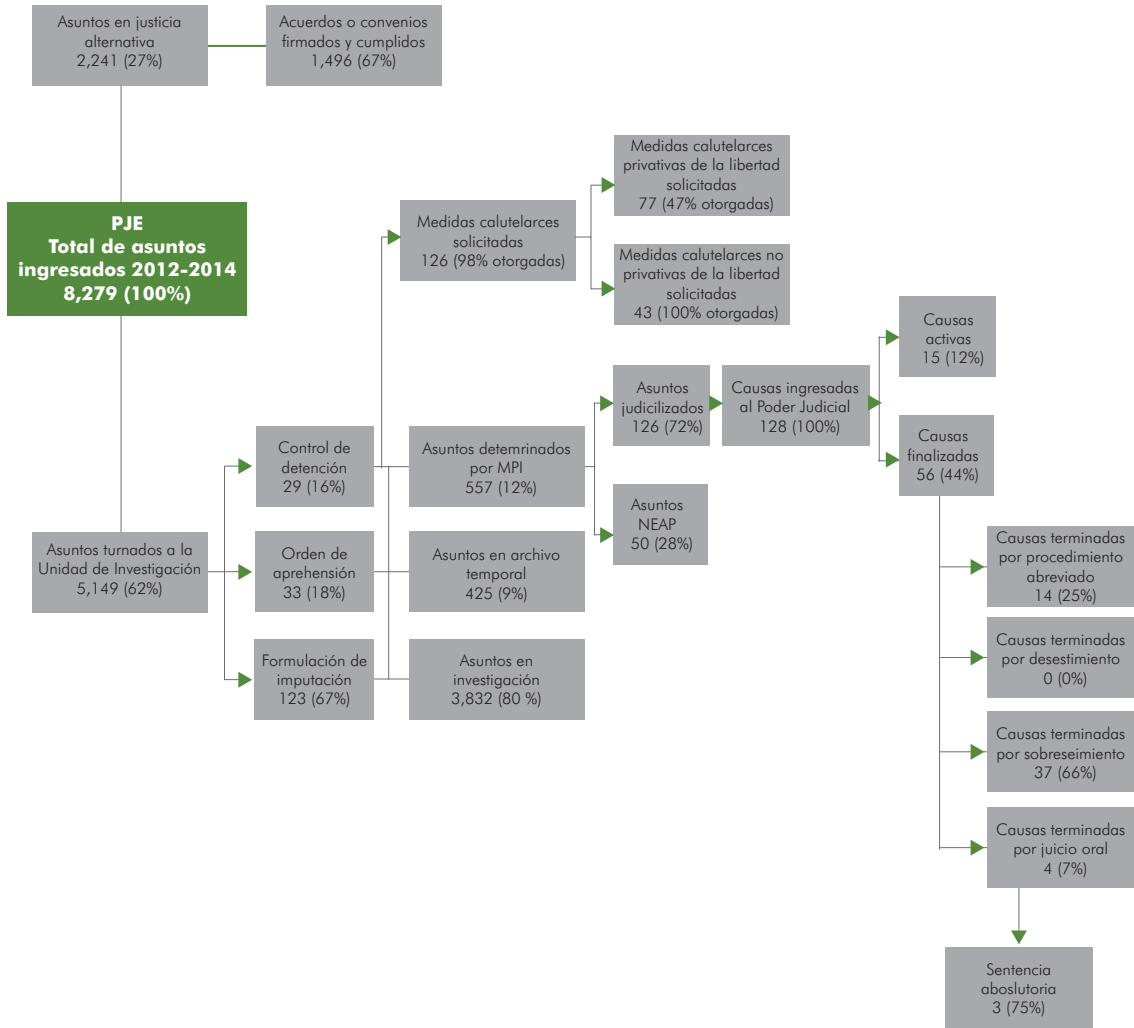 Asuntos en justicia
alternativa
2,241 (27%)
Acuerdos o convenios
firmados y cumplidos
1,496 (67%)
PJE
Total de asuntos
ingresados 2012-2014
8,279 (100%)
Medidas calutelarces
solicitadas
126 (98% otorgadas)
Medidas calutelarces
privativas de la libertad
solicitadas
77 (47% otorgadas)
Medidas calutelarces no
privativas de la libertad
solicitadas
43 (100% otorgadas)
Asuntos turnados a la
Unidad de Investigación
5,149 (62%)
Control de
detención
29 (16%)
Orden de
aprehensión
33 (18%)
Formulación de
imputación
123 (67%)
Asuntos detemrinados
por MPI
557 (12%)
Asuntos en archivo
temporal
425 (9%)
Asuntos en
investigación
3,832 (80 %)
Asuntos
judicilizados
126 (72%)
Asuntos
NEAP
50 (28%)
Causas ingresadas
al Poder Judicial
128 (100%)
Causas
activas
15 (12%)
Causas
finalizadas
56 (44%)
Causas terminadas
por procedimiento
abreviado
14 (25%)
Causas terminadas
por desestimiento
0 (0%)
Causas terminadas
por sobreseimiento
37 (66%)
Causas terminadas
por juicio oral
4 (7%)
Sentencia
aboslutoria
3 (75%)